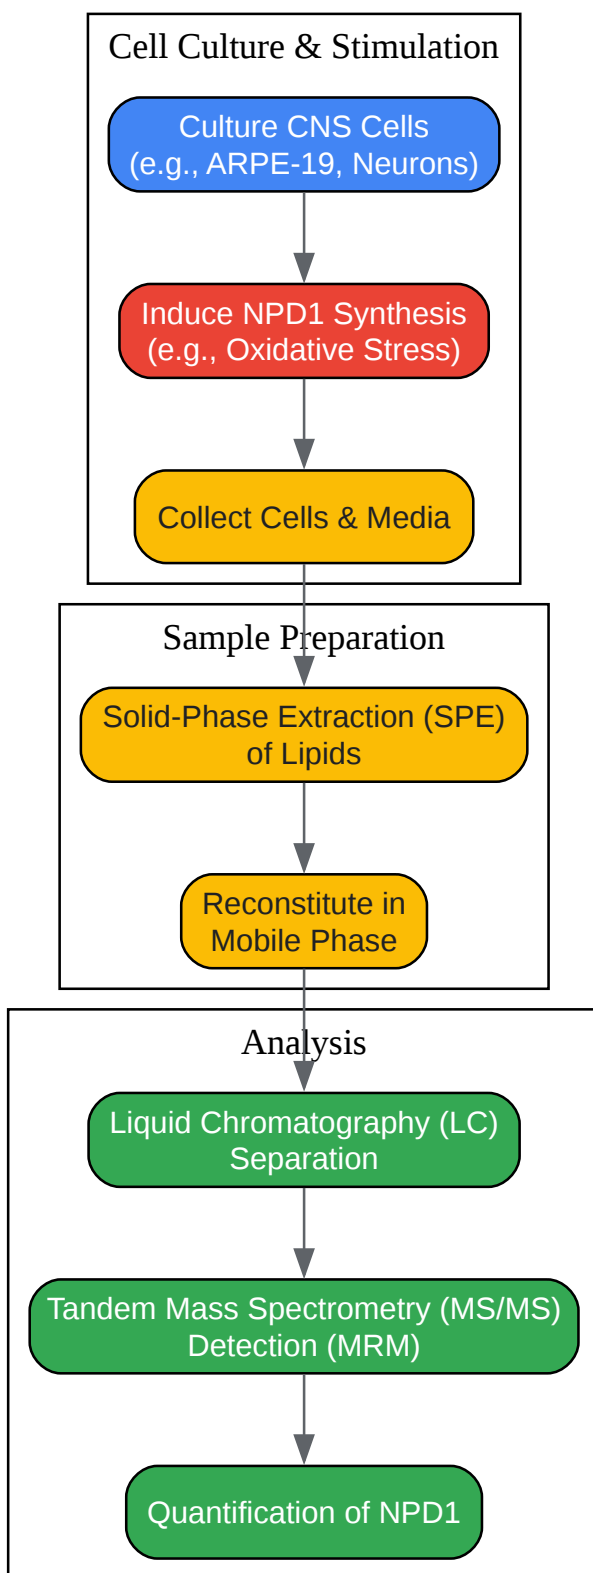 Cell Culture & Stimulation
Culture CNS Cells
(e.g., ARPE-19, Neurons)
Induce NPD1 Synthesis
(e.g., Oxidative Stress)
Collect Cells & Media
Sample Preparation
Solid-Phase Extraction (SPE)
of Lipids
Reconstitute in
Mobile Phase
Analysis
Liquid Chromatography (LC)
Separation
Tandem Mass Spectrometry (MS/MS)
Detection (MRM)
Quantification of NPD1